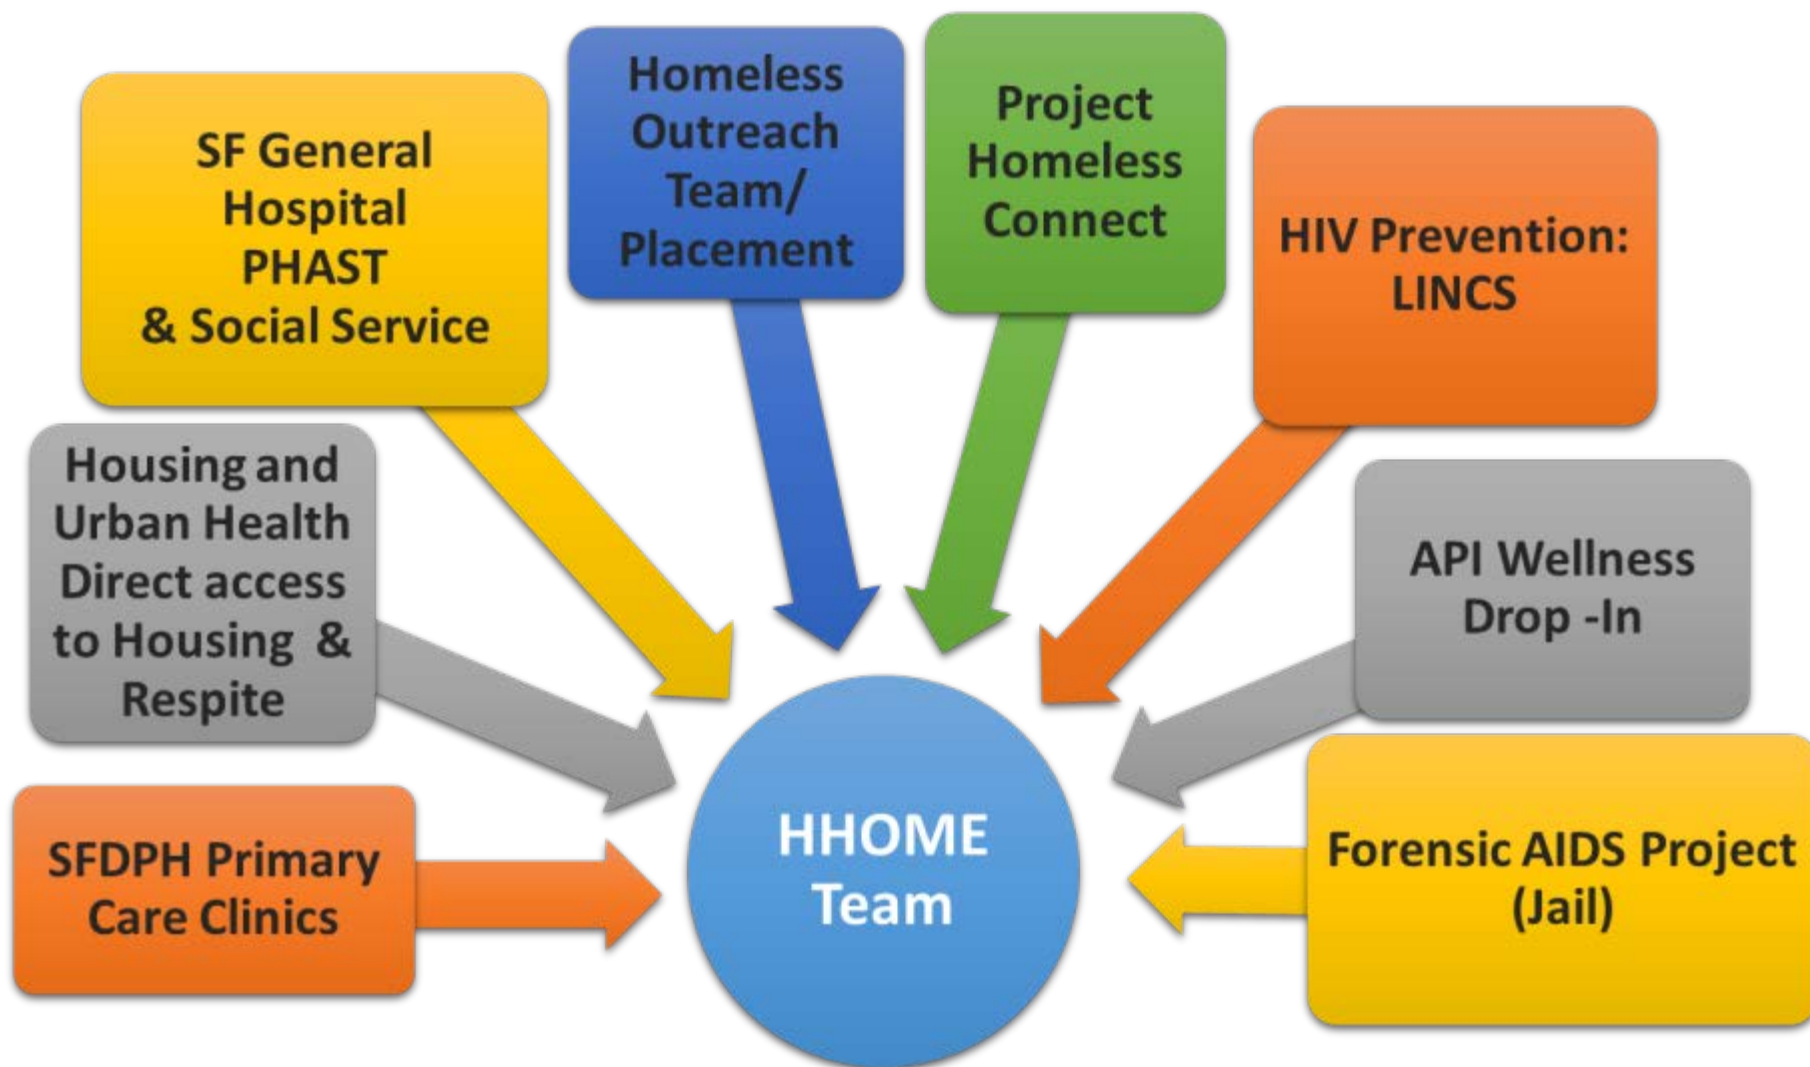 SF General
Hospital
PHAST
& Social Service
Homeless
Outreach
Team/
Placement
Project
Homeless
Connect
HIV Prevention:
LINCS
Housing and
Urban Health
Direct access
to Housing &
Respite
API Wellness
Drop -In
SFDPH Primary
Care Clinics
HHOME
Team
Forensic AIDS Project
(Jail)